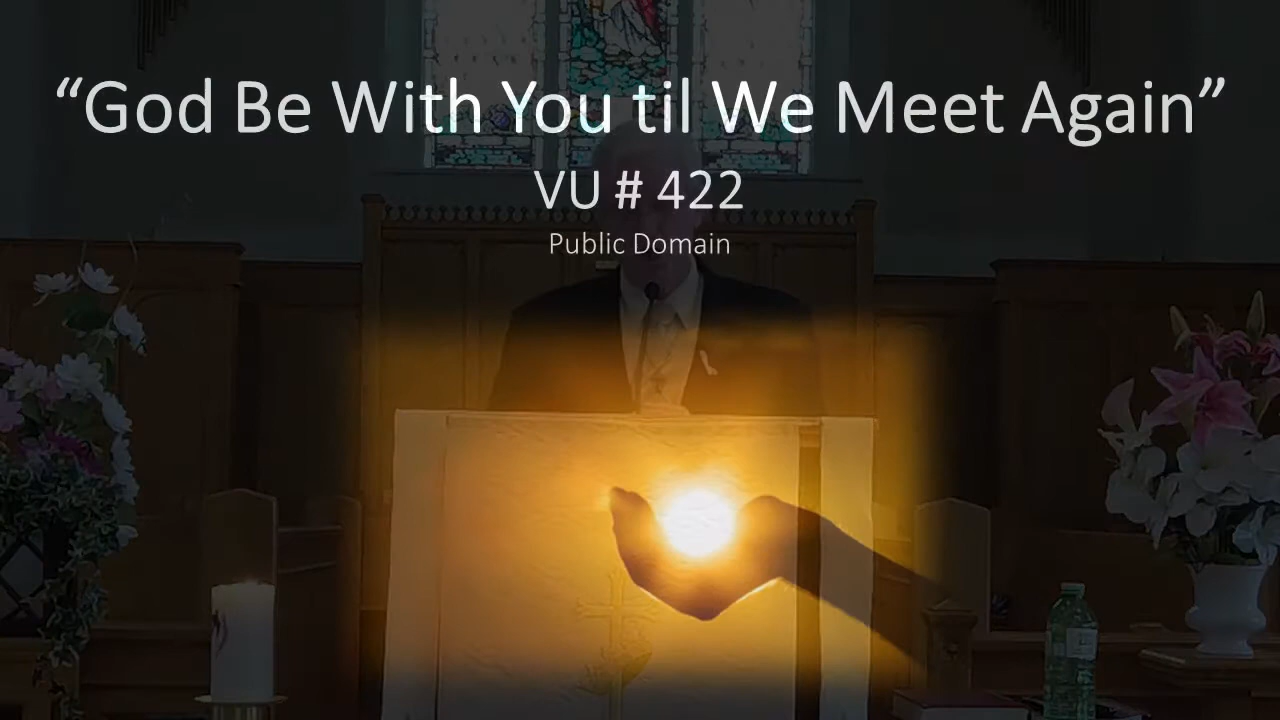 “God Be With You til We Meet Again”
VU # 422
Public Domain